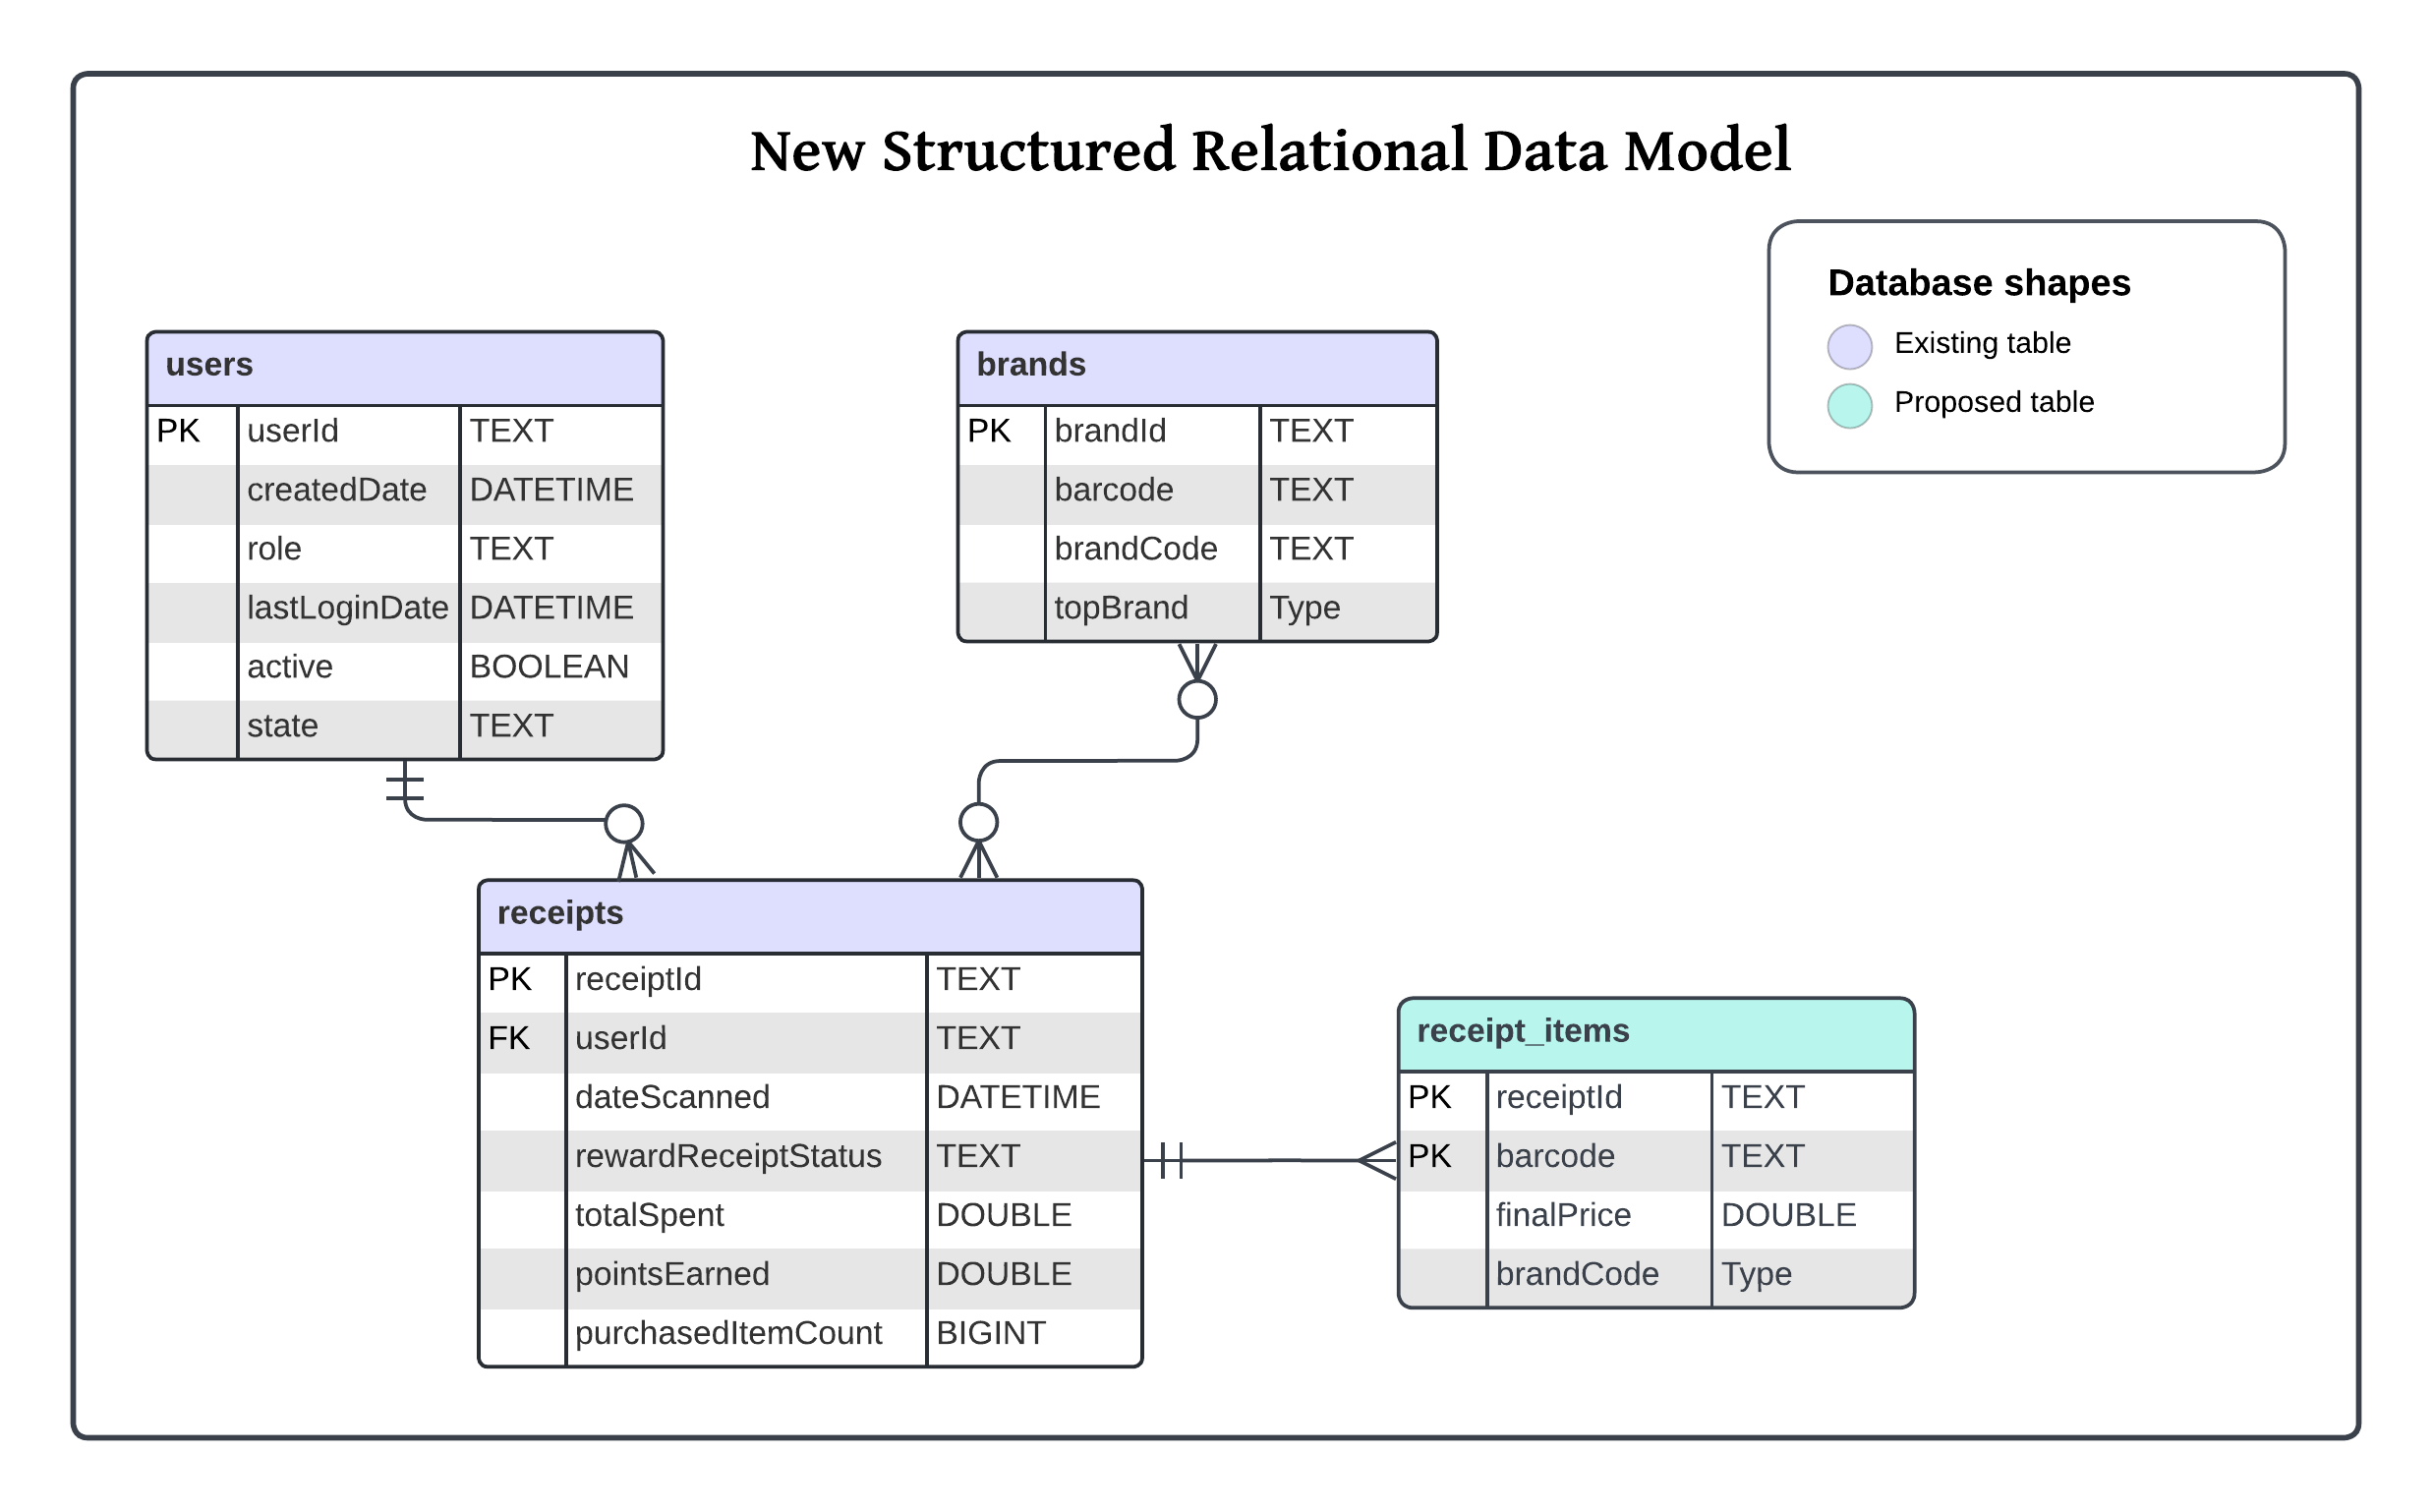 New Structured Relational Data Model
Database shapes
Existing table
Proposed table
users
PK userId TEXT
createdDate DATETIME
role TEXT
lastLoginDate DATETIME
active BOOLEAN
state TEXT
brands
PK brandId TEXT
barcode TEXT
brandCode TEXT
topBrand Type
receipts
PK receiptId TEXT
FK userId TEXT
dateScanned DATETIME
rewardReceiptStatus TEXT
totalSpent DOUBLE
pointsEarned DOUBLE
purchasedItemCount BIGINT
receipt_items
PK receiptId TEXT
PK barcode TEXT
finalPrice DOUBLE
brandCode Type